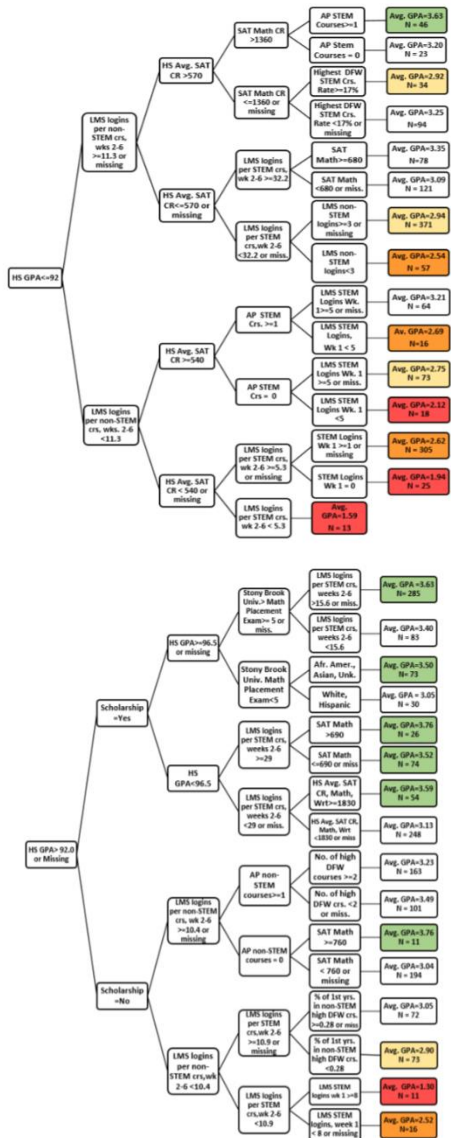 AP STEM
Courses>=1
Avg. GPA=3.63
N = 46
SAT Math CR
>1360
AP Stem
Courses = 0
Avg. GPA=3.20
N = 23
HS Avg. SAT
CR >570
Highest DFW
STEM Crs.
Rate>=17%
Avg. GPA=2.92
N= 34
SAT Math CR
<=1360 or
missing
Highest DFW
STEM Crs.
Rate <17% or
missing
Avg. GPA=3.25
N=94
LMS logins
per non-
STEM crs,
wks 2-6
>=11.3 or
missing
SAT
Math>=680
Avg. GPA=3.35
N=78
LMS logins
per STEM
crs, wk 2-6
>=32.2
SAT Math
<680 or miss.
Avg. GPA=3.09
N = 121
HS Avg. SAT
CR<=570 or
missing
LMS non-
STEM
logins>=3 or
missing
Avg. GPA=2.94
N = 371
LMS logins
per STEM
crs,wk 2-6
<32.2 or miss.
LMS non-
STEM
logins<3
Avg. GPA=2.54
N = 57
HS GPA<=92
LMS STEM
Logins Wk.
1>=5 or miss.
Avg. GPA=3.21
N = 64
AP STEM
Crs. >=1
LMS STEM
Logins,
Wk 1 < 5
Av. GPA=2.69
N=16
HS Avg. SAT
CR >=540
LMS STEM
Logins Wk. 1
>=5 or miss.
Avg. GPA=2.75
N = 73
AP STEM
Crs = 0
LMS STEM
Logins Wk. 1
<5
Avg. GPA=2.12
N= 18
LMS logins
per non-STEM
crs, wks. 2-6
<11.3
STEM Logins
Wk 1 >=1 or
missing
Avg. GPA=2.62
N = 305
LMS logins
per STEM crs,
wk 2-6 >=5.3
or missing
STEM Logins
Wk 1 = 0
Avg. GPA=1.94
N = 25
HS Avg. SAT
CR < 540 or
missing
LMS logins
per STEM crs.
wk 2-6 < 5.3
Avg.
GPA=1.59
N = 13
LMS logins
per STEM crs,
weeks 2-6
>15.6 or miss.
Avg. GPA =3.63
N= 285
Stony Brook
Univ.> Math
Placement
Exam>= 5 or
miss.
LMS logins
per STEM crs,
weeks 2-6
<15.6
Avg. GPA=3.40
N = 83
HS GPA>=96.5
or missing
Afr. Amer.,
Asian, Unk.
Avg. GPA=3.50
N = 73
Stony Brook
Univ. Math
Placement
Exam<5
White,
Hispanic
Avg. GPA = 3.05
N = 30
Scholarship
=Yes
SAT Math
>690
Avg. GPA=3.76
N = 26
LMS logins
per STEM crs,
weeks 2-6
>=29
SAT Math
<=690 or miss
Avg. GPA=3.52
N = 74
HS
GPA<96.5
HS Avg. SAT
CR, Math,
Wrt>=1830
Avg. GPA=3.59
N = 54
LMS logins
per STEM crs,
weeks 2-6
<29 or miss.
HS Avg. SAT CR,
Math, Wrt
<1830 or miss
Avg. GPA=3.13
N = 248
HS GPA> 92.0
or Missing
No. of high
DFW
courses >=2
Avg. GPA=3.23
N = 163
AP non-
STEM
courses>=1
No. of high
DFW crs. <2
or miss.
Avg. GPA=3.49
N = 101
LMS logins
per non-STEM
crs, wk 2-6
>=10.4 or
missing
SAT Math
>=760
Avg. GPA=3.76
N = 11
AP non-STEM
courses = 0
SAT Math
< 760 or
missing
Avg. GPA=3.04
N = 194
Scholarship
=No
% of 1st yrs.
in non-STEM
high DFW crs.
>=0.28 or miss
Avg. GPA=3.05
N = 72
LMS logins
per STEM
crs,wk 2-6
>=10.9 or
missing
% of 1st yrs.
in non-STEM
high DFW crs.
<0.28
Avg. GPA=2.90
N = 73
LMS logins
per non-
STEM crs,wk
2-6 <10.4
LMS STEM
logins wk 1 >=8
Avg. GPA=1.30
N = 11
LMS logins
per STEM
crs,wk 2-6
<10.9
LMS STEM
logins, week 1
< 8 or missing
Avg. GPA=2.52
N=16